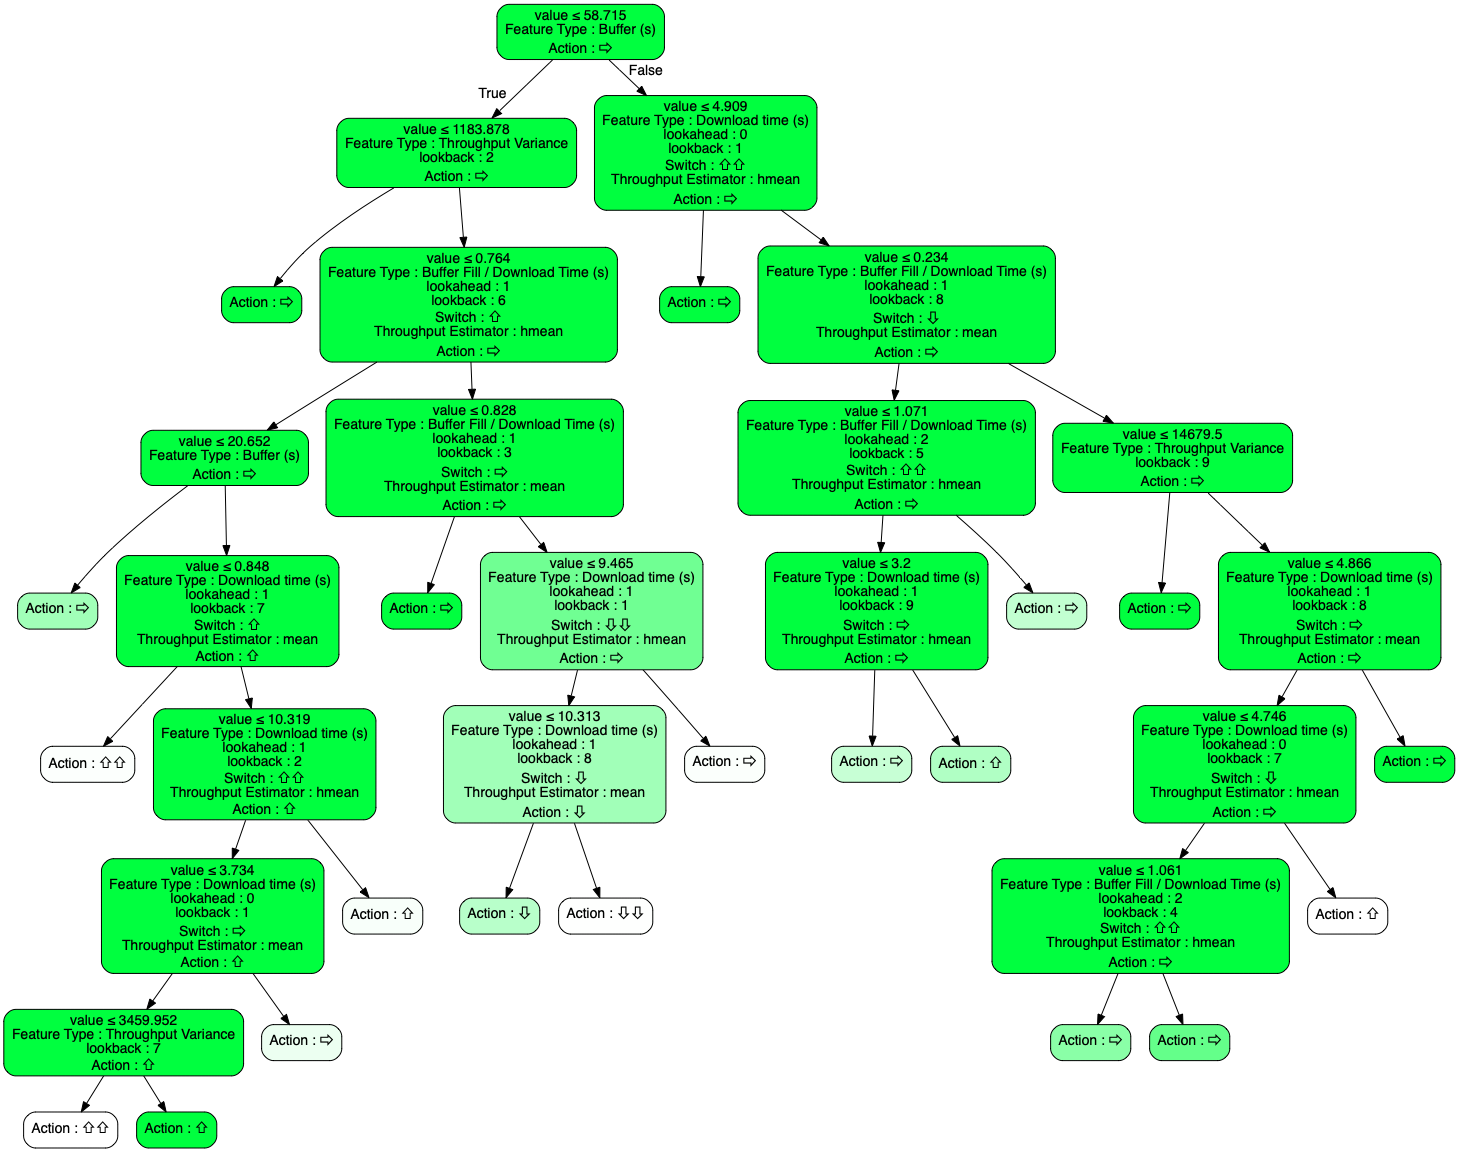 value ≤ 58.715
Feature Type : Buffer (s)
Action : ⇨
True
False
value ≤ 1183.878
Feature Type : Throughput Variance
lookback : 2
Action : ⇨
value ≤ 4.909
Feature Type : Download time (s)
lookahead : 0
lookback : 1
Switch : ⇧⇧
Throughput Estimator : hmean
Action : ⇨
Action : ⇨
value ≤ 0.764
Feature Type : Buffer Fill / Download Time (s)
lookahead : 1
lookback : 6
Switch : ⇧
Throughput Estimator : hmean
Action : ⇨
Action : ⇨
value ≤ 0.234
Feature Type : Buffer Fill / Download Time (s)
lookahead : 1
lookback : 8
Switch : ⇩
Throughput Estimator : mean
Action : ⇨
value ≤ 20.652
Feature Type : Buffer (s)
Action : ⇨
value ≤ 0.828
Feature Type : Buffer Fill / Download Time (s)
lookahead : 1
lookback : 3
Switch : ⇨
Throughput Estimator : mean
Action : ⇨
value ≤ 1.071
Feature Type : Buffer Fill / Download Time (s)
lookahead : 2
lookback : 5
Switch : ⇧⇧
Throughput Estimator : hmean
Action : ⇨
value ≤ 14679.5
Feature Type : Throughput Variance
lookback : 9
Action : ⇨
Action : ⇨
value ≤ 0.848
Feature Type : Download time (s)
lookahead : 1
lookback : 7
Switch : ⇧
Throughput Estimator : mean
Action : ⇧
Action : ⇨
value ≤ 9.465
Feature Type : Download time (s)
lookahead : 1
lookback : 1
Switch : ⇩⇩
Throughput Estimator : hmean
Action : ⇨
value ≤ 3.2
Feature Type : Download time (s)
lookahead : 1
lookback : 9
Switch : ⇨
Throughput Estimator : hmean
Action : ⇨
Action : ⇨
Action : ⇨
value ≤ 4.866
Feature Type : Download time (s)
lookahead : 1
lookback : 8
Switch : ⇨
Throughput Estimator : mean
Action : ⇨
Action : ⇧⇧
value ≤ 10.319
Feature Type : Download time (s)
lookahead : 1
lookback : 2
Switch : ⇧⇧
Throughput Estimator : hmean
Action : ⇧
value ≤ 10.313
Feature Type : Download time (s)
lookahead : 1
lookback : 8
Switch : ⇩
Throughput Estimator : mean
Action : ⇩
Action : ⇨
Action : ⇨
Action : ⇧
value ≤ 4.746
Feature Type : Download time (s)
lookahead : 0
lookback : 7
Switch : ⇩
Throughput Estimator : hmean
Action : ⇨
Action : ⇨
value ≤ 3.734
Feature Type : Download time (s)
lookahead : 0
lookback : 1
Switch : ⇨
Throughput Estimator : mean
Action : ⇧
Action : ⇧
Action : ⇩
Action : ⇩⇩
value ≤ 1.061
Feature Type : Buffer Fill / Download Time (s)
lookahead : 2
lookback : 4
Switch : ⇧⇧
Throughput Estimator : hmean
Action : ⇨
Action : ⇧
value ≤ 3459.952
Feature Type : Throughput Variance
lookback : 7
Action : ⇧
Action : ⇨
Action : ⇨
Action : ⇨
Action : ⇧⇧
Action : ⇧